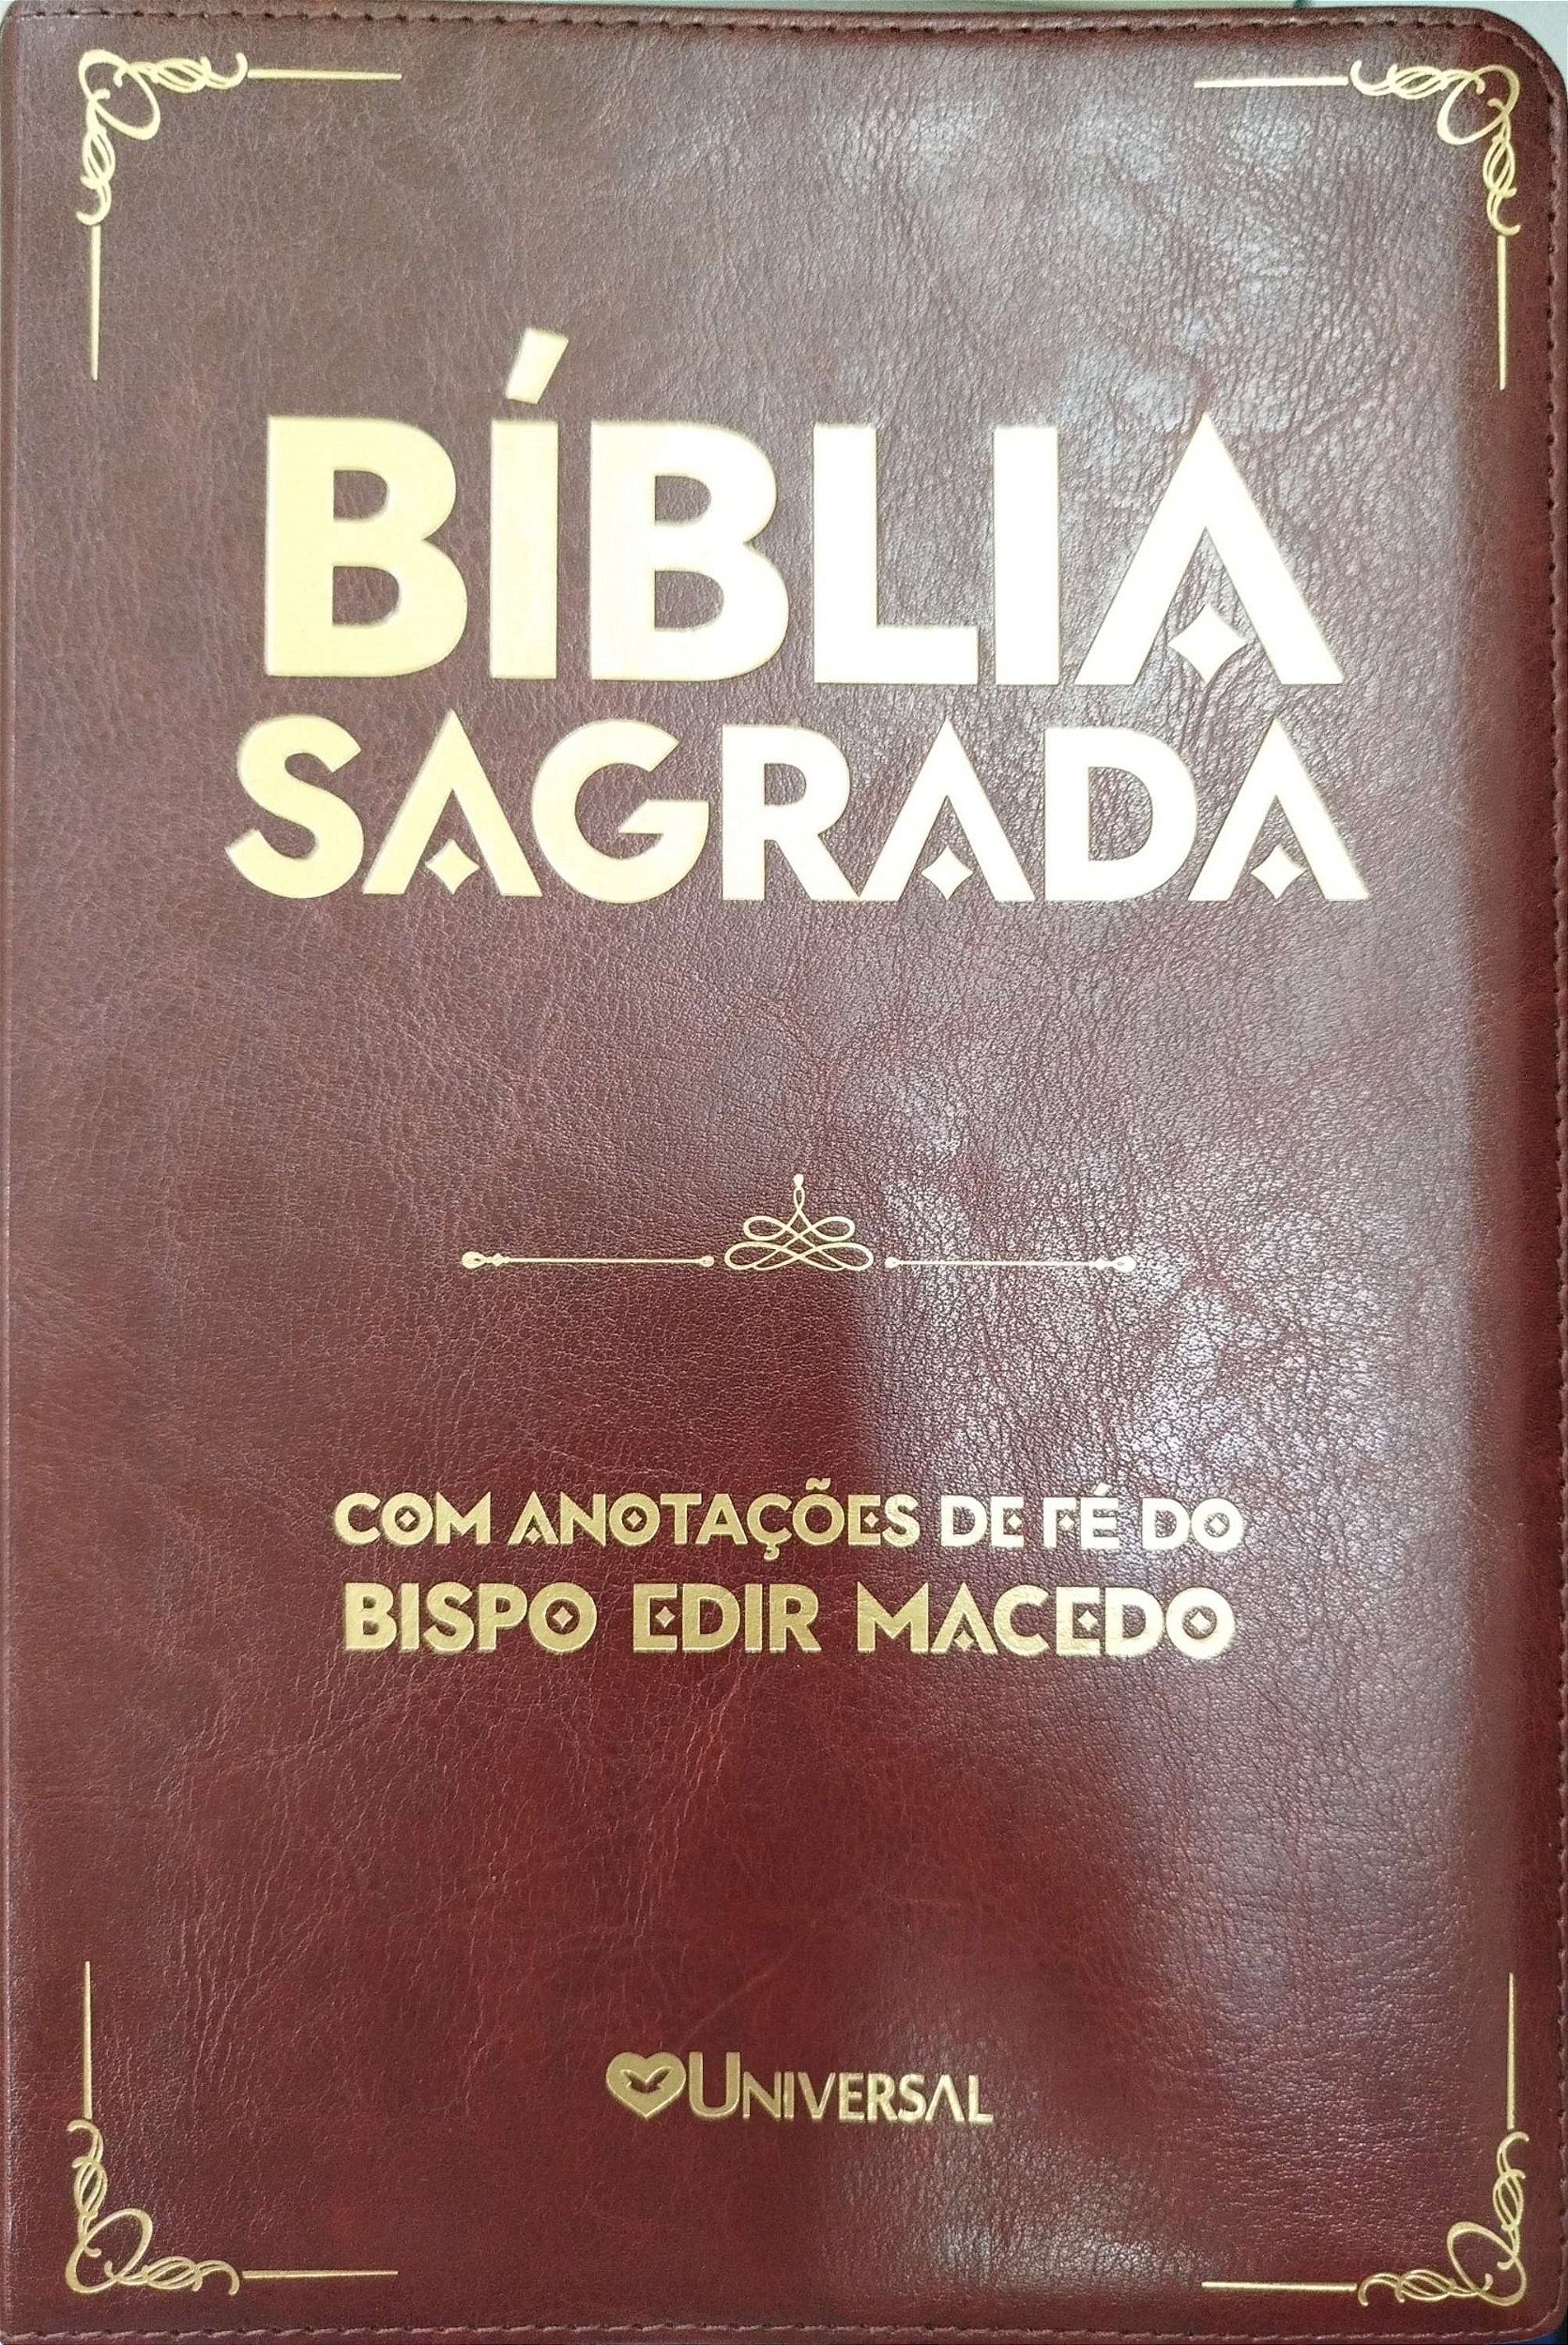 BÍBLIA
SAGRADA
COM ANOTAÇÕES DE FÉ DO
BISPO EDIR MACEDO
UNIVERSAL